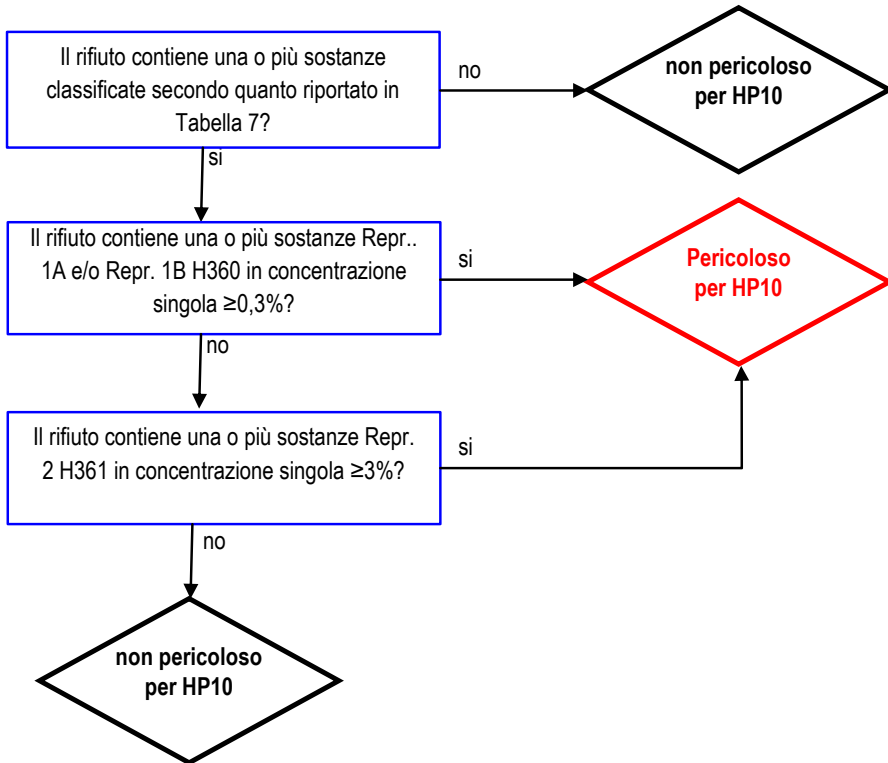 Il rifiuto contiene una o più sostanze
classificate secondo quanto riportato in
Tabella 7?
no
non pericoloso
per HP10
si
Il rifiuto contiene una o più sostanze Repr..
1A e/o Repr. 1B H360 in concentrazione
singola ≥0,3%?
si
Pericoloso
per HP10
no
Il rifiuto contiene una o più sostanze Repr.
2 H361 in concentrazione singola ≥3%?
si
no
non pericoloso
per HP10